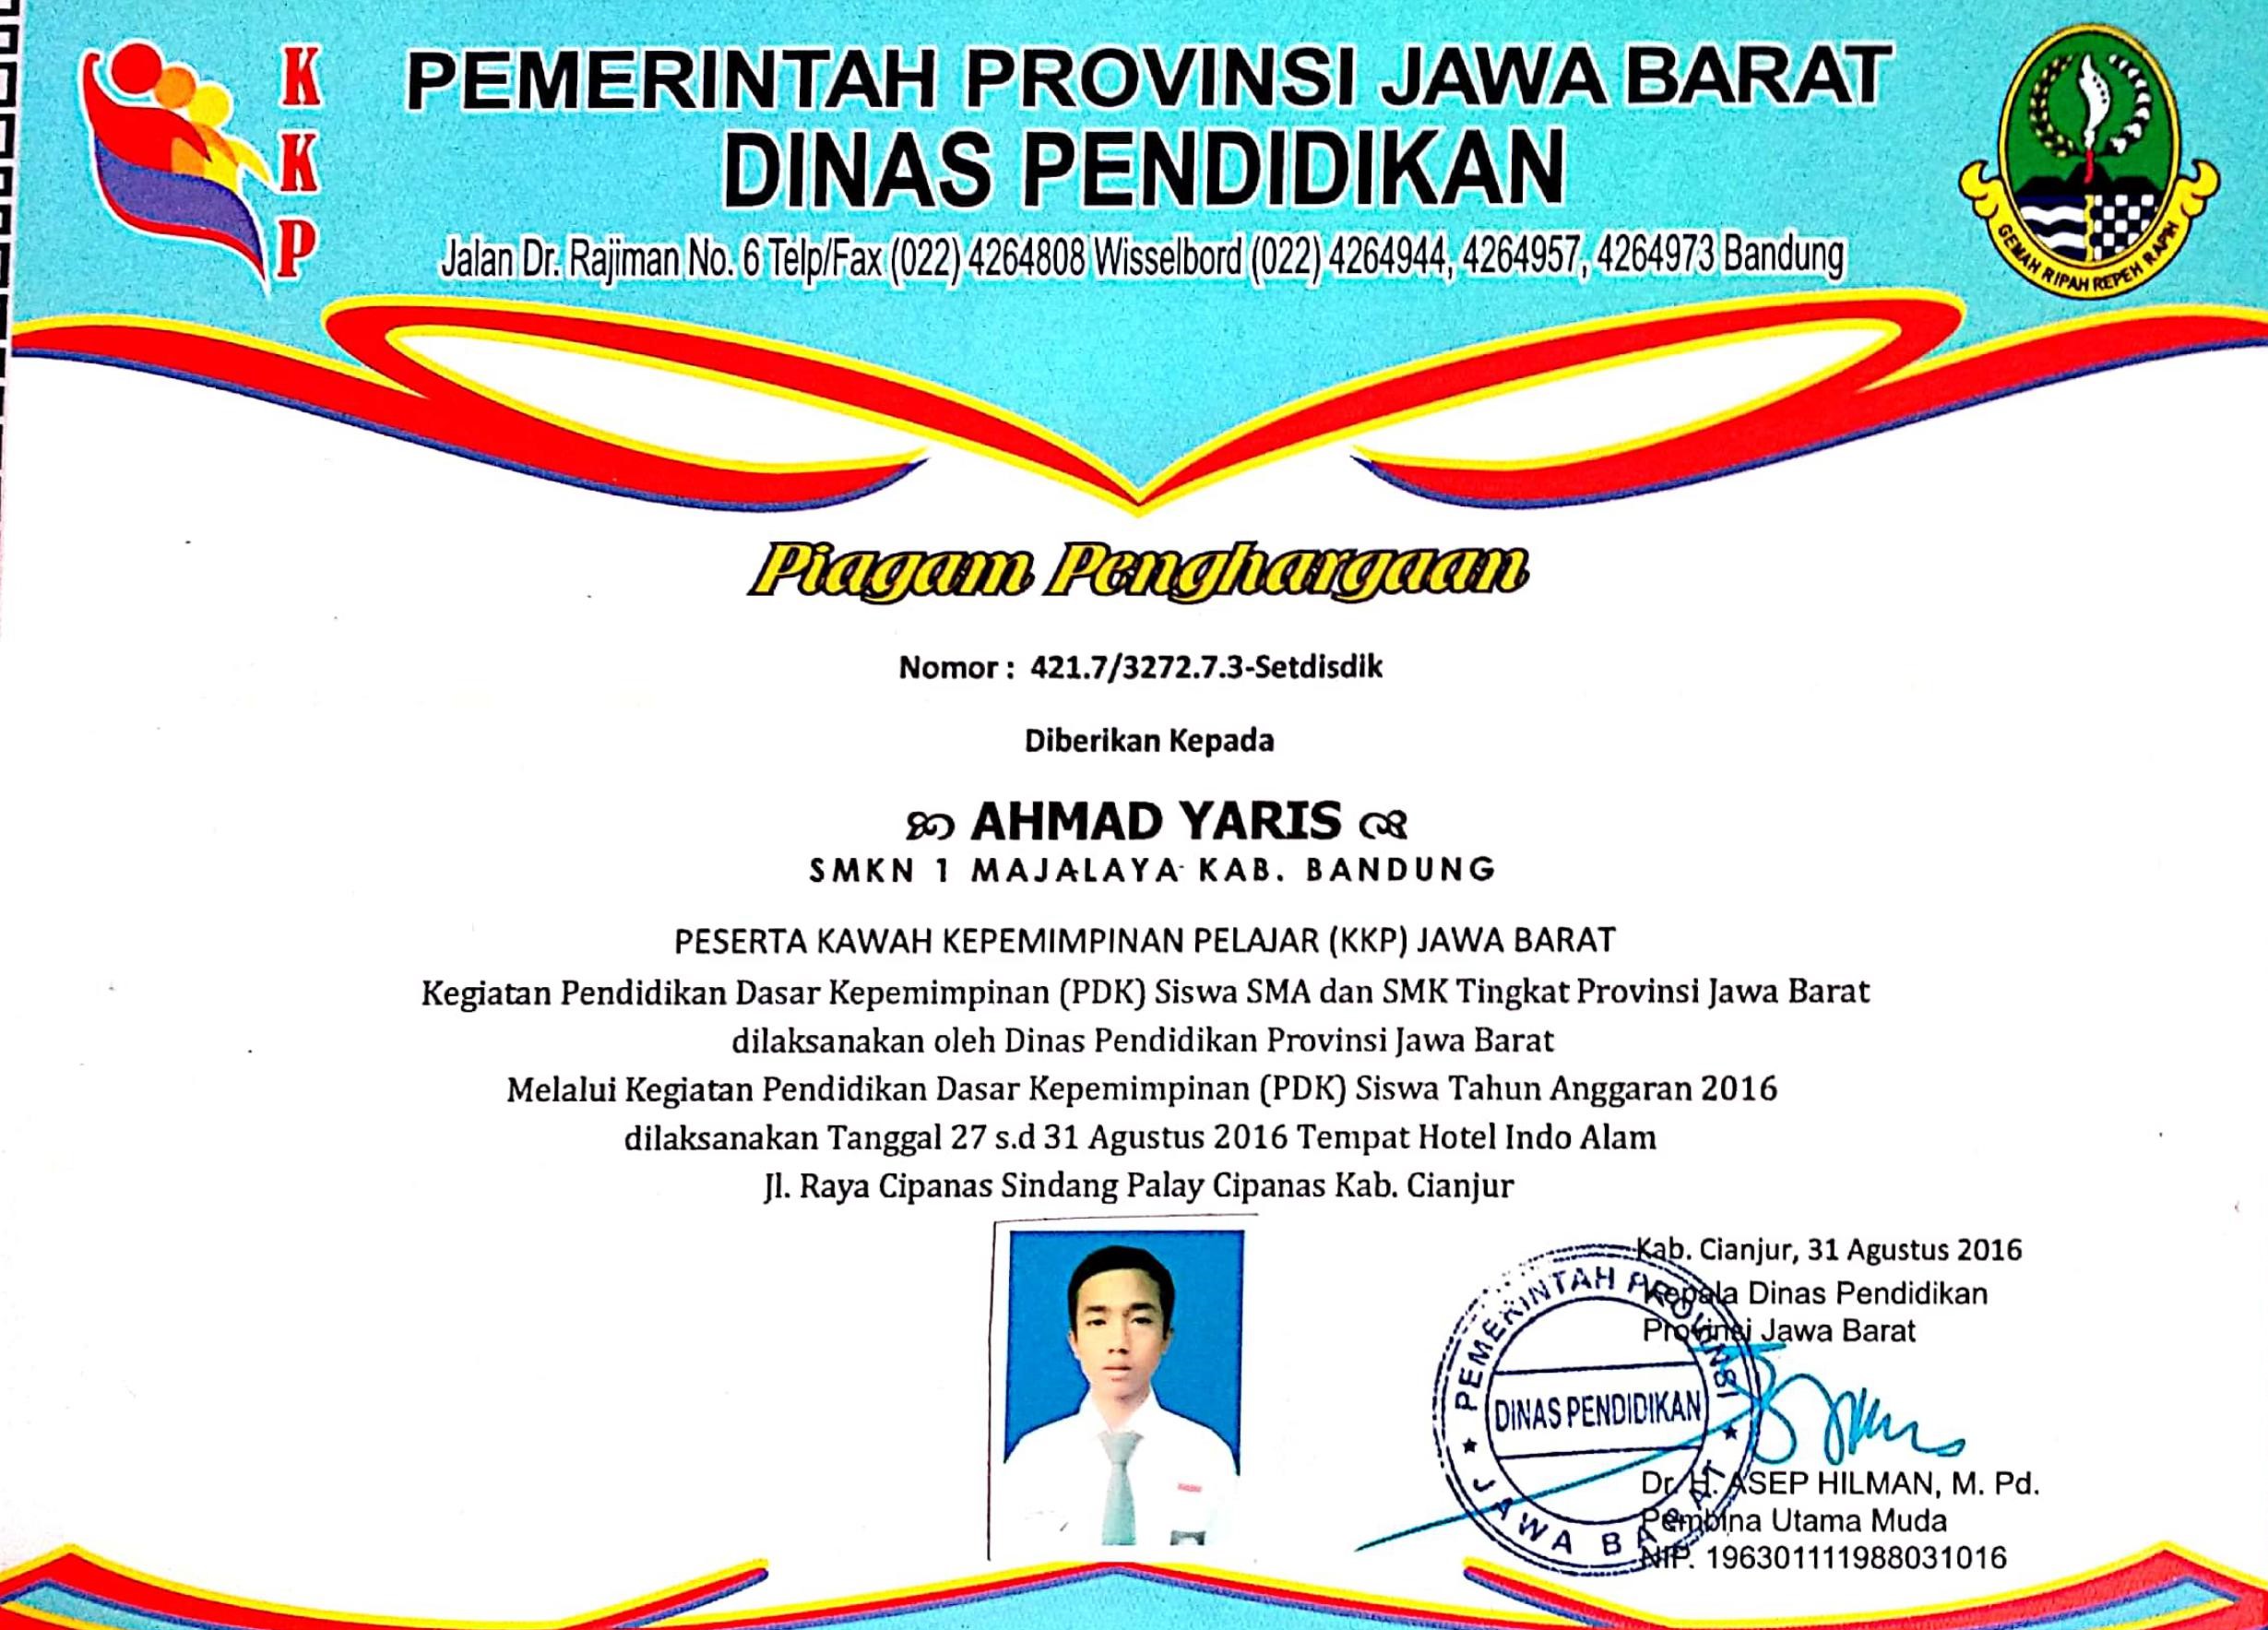 KKP
PEMERINTAH PROVINSI JAWA BARAT
DINAS PENDIDIKAN
Jalan Dr. Rajiman No. 6 Telp/Fax (022) 4264808 Wisselbord (022) 4264944, 4264957, 4264973 Bandung
GEMAH RIPAH REPEH RAPIH
Piagam Penghargaan
Nomor : 421.7/3272.7.3-Setdisdik
Diberikan Kepada
AHMAD YARIS
SMKN 1 MAJALAYA KAB. BANDUNG
PESERTA KAWAH KEPEMIMPINAN PELAJAR (KKP) JAWA BARAT
Kegiatan Pendidikan Dasar Kepemimpinan (PDK) Siswa SMA dan SMK Tingkat Provinsi Jawa Barat
dilaksanakan oleh Dinas Pendidikan Provinsi Jawa Barat
Melalui Kegiatan Pendidikan Dasar Kepemimpinan (PDK) Siswa Tahun Anggaran 2016
dilaksanakan Tanggal 27 s.d 31 Agustus 2016 Tempat Hotel Indo Alam
Jl. Raya Cipanas Sindang Palay Cipanas Kab. Cianjur
Kab. Cianjur, 31 Agustus 2016
Kepala Dinas Pendidikan
Provinsi Jawa Barat
PEMERINTAH PROVINSI
DINAS PENDIDIKAN
JAWA BARAT
Dr. H. ASEP HILMAN, M. Pd.
Pembina Utama Muda
NIP. 196301111988031016